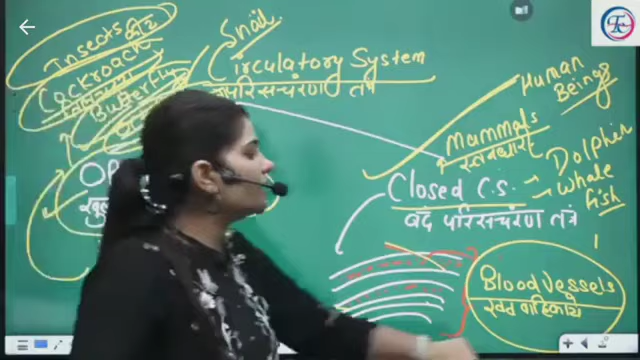 Insects कीट
Cockroach
तिलचट्टा
Butterfly
Snail
Circulatory System
परिसंचरण तंत्र
Human
Beings
Mammals
स्तनधारी
Closed C.S.
बंद परिसंचरण तंत्र
Dolphin
Whale
fish
Blood Vessels
रक्त वाहिकाये